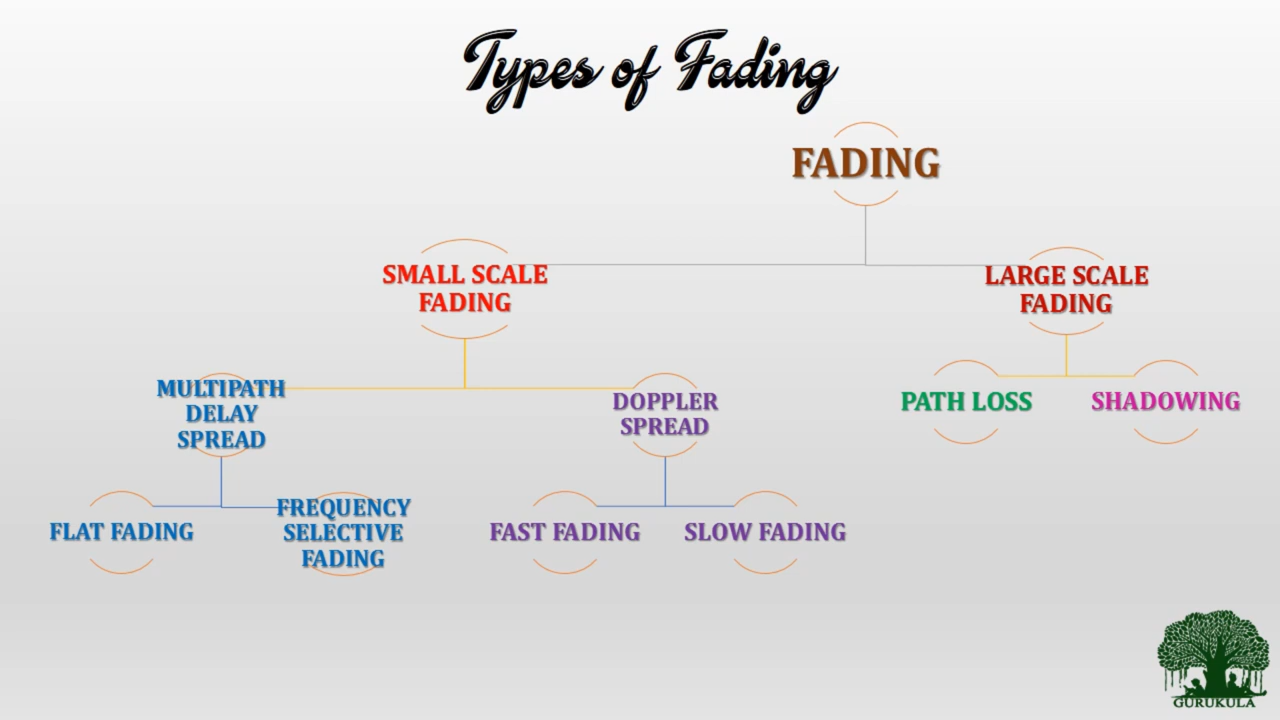 Types of Fading
FADING
SMALL SCALE
FADING
LARGE SCALE
FADING
MULTIPATH
DELAY
SPREAD
DOPPLER
SPREAD
PATH LOSS
SHADOWING
FLAT FADING
FREQUENCY
SELECTIVE
FADING
FAST FADING
SLOW FADING
GURUKULA